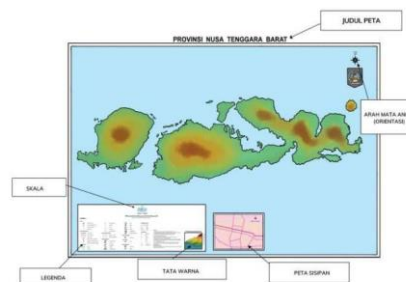 JUDUL PETA
PROVINSI NUSA TENGGARA BARAT
ARAH MATA AN
(ORIENTASI)
SKALA
LEGENDA
TATA WARNA
PETA SISIPAN